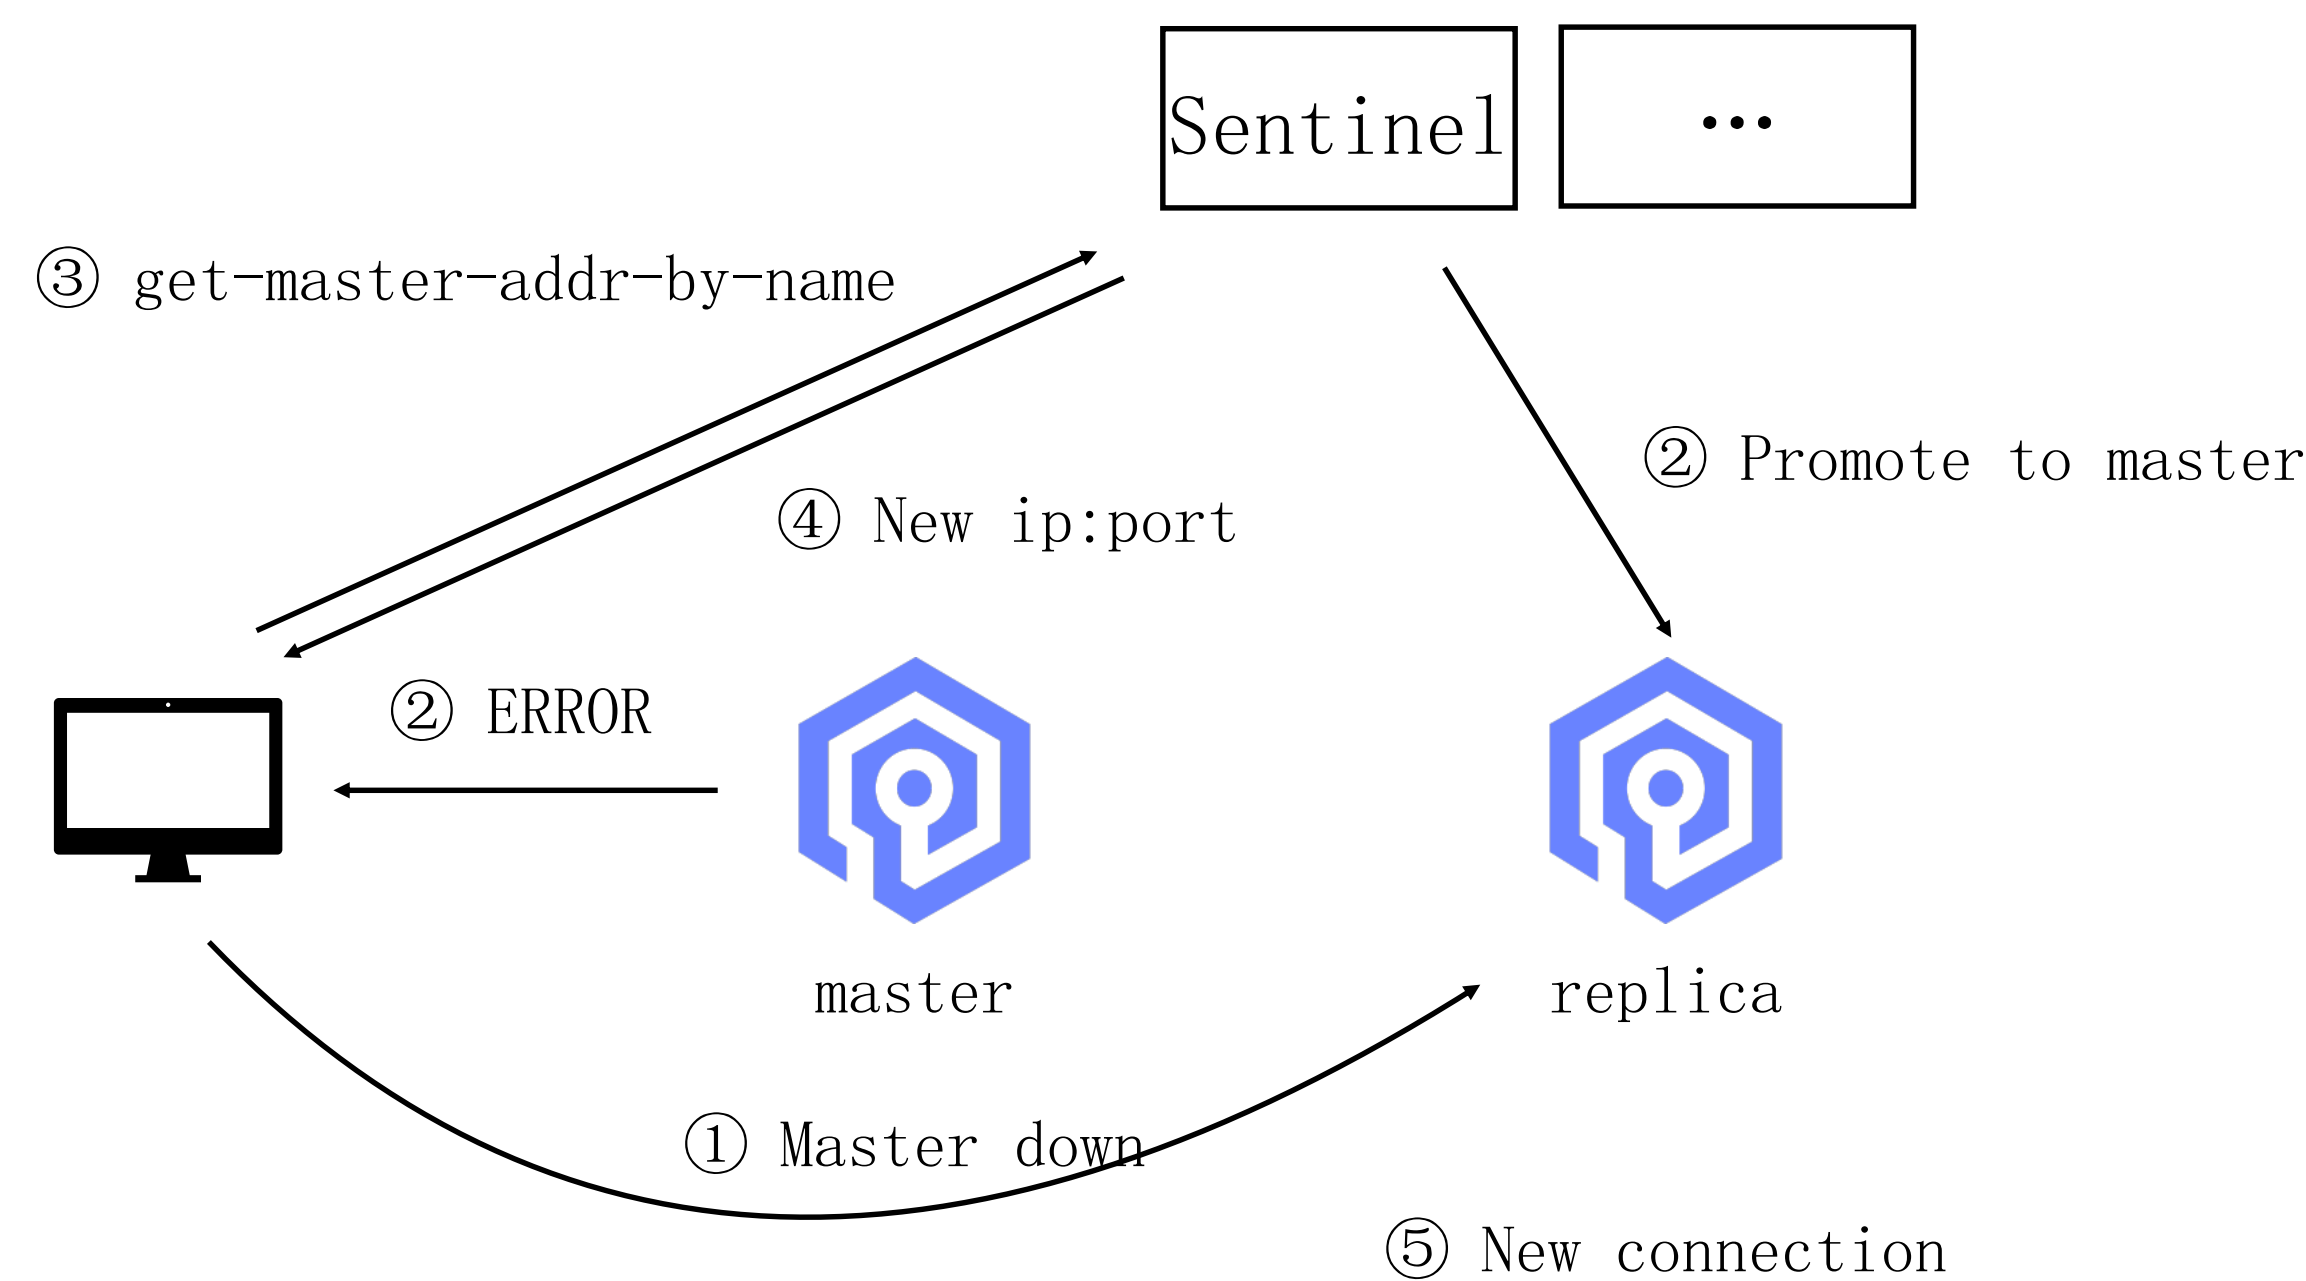 Sentinel
...
③ get-master-addr-by-name
② Promote to master
④ New ip:port
② ERROR
master
replica
① Master down
⑤ New connection